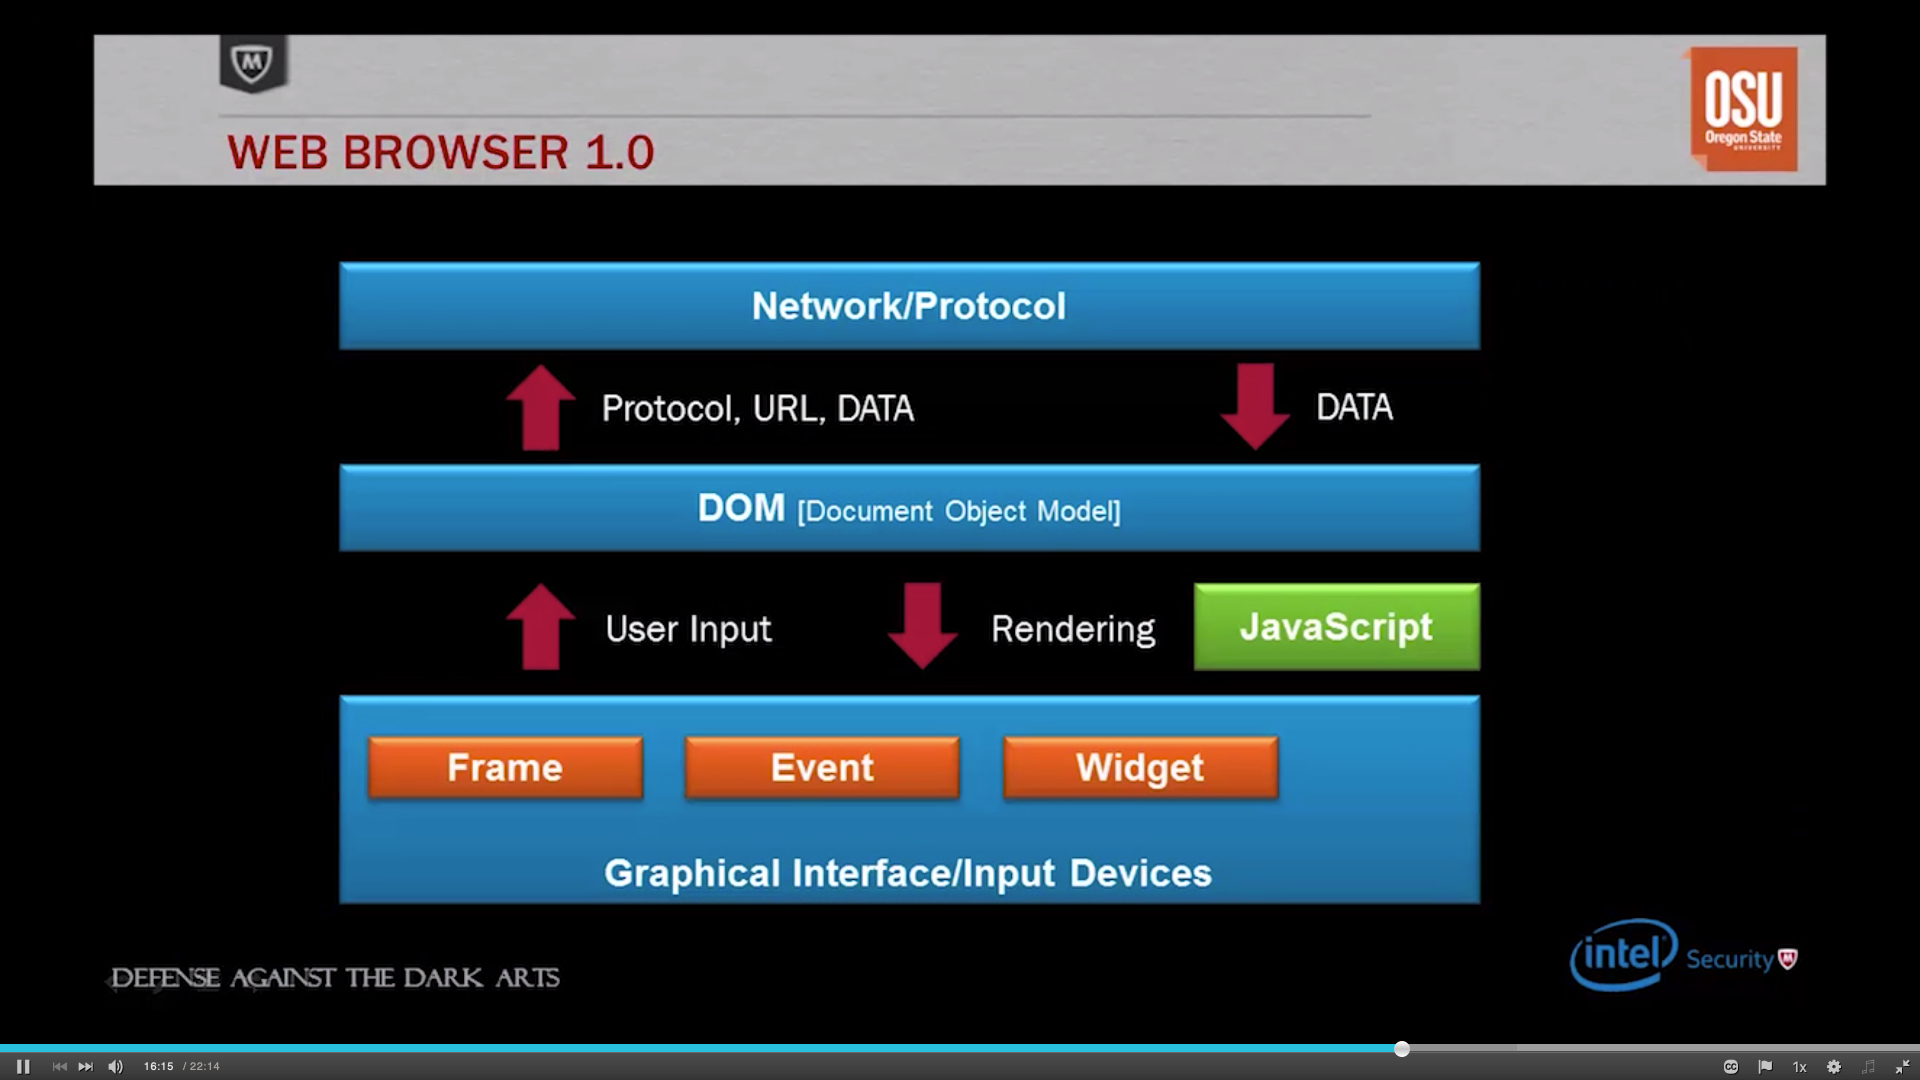 M
OSU
Oregon State
UNIVERSITY
WEB BROWSER 1.0
Network/Protocol
Protocol, URL, DATA
DATA
DOM [Document Object Model]
User Input
Rendering
JavaScript
Frame
Event
Widget
Graphical Interface/Input Devices
DEFENSE AGAINST THE DARK ARTS
intel Security
16:15 / 22:14
CC
1x